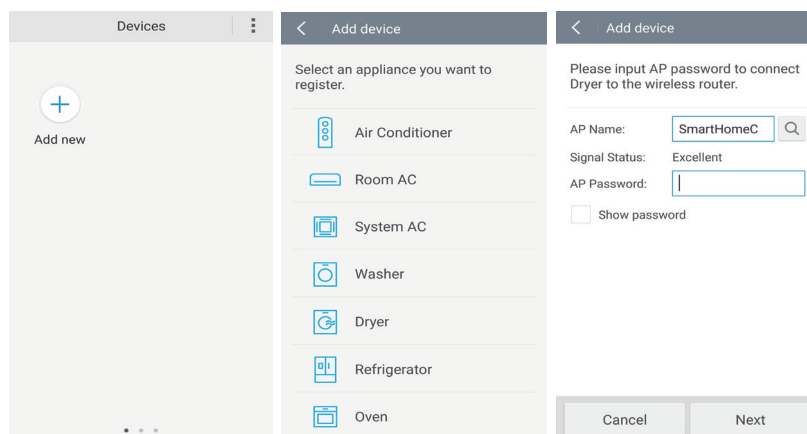 Devices
Add new
Add device
Select an appliance you want to
register.
Air Conditioner
Room AC
System AC
Washer
Dryer
Refrigerator
Oven
Add device
Please input AP password to connect
Dryer to the wireless router.
AP Name: SmartHomeC
Signal Status: Excellent
AP Password:
Show password
Cancel Next